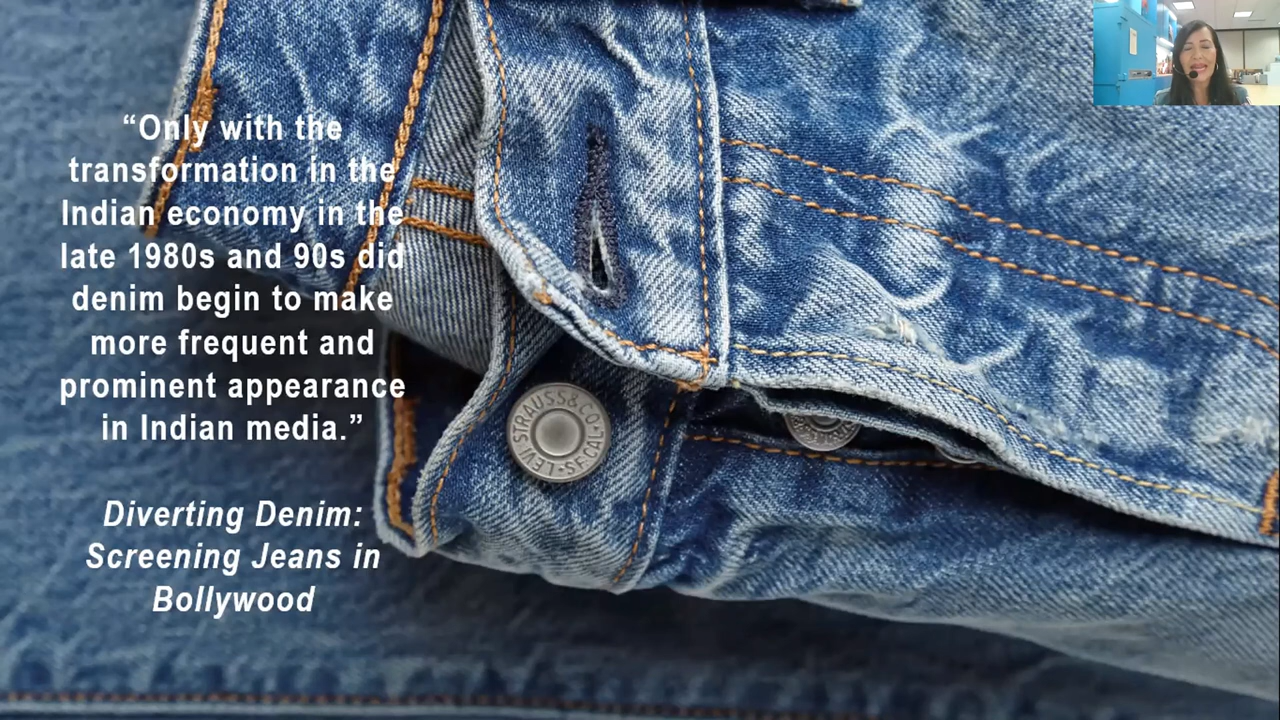 “Only with the
transformation in the
Indian economy in the
late 1980s and 90s did
denim begin to make
more frequent and
prominent appearance
in Indian media.”
Diverting Denim:
Screening Jeans in
Bollywood
LEVI STRAUSS & CO. S.F. CAL